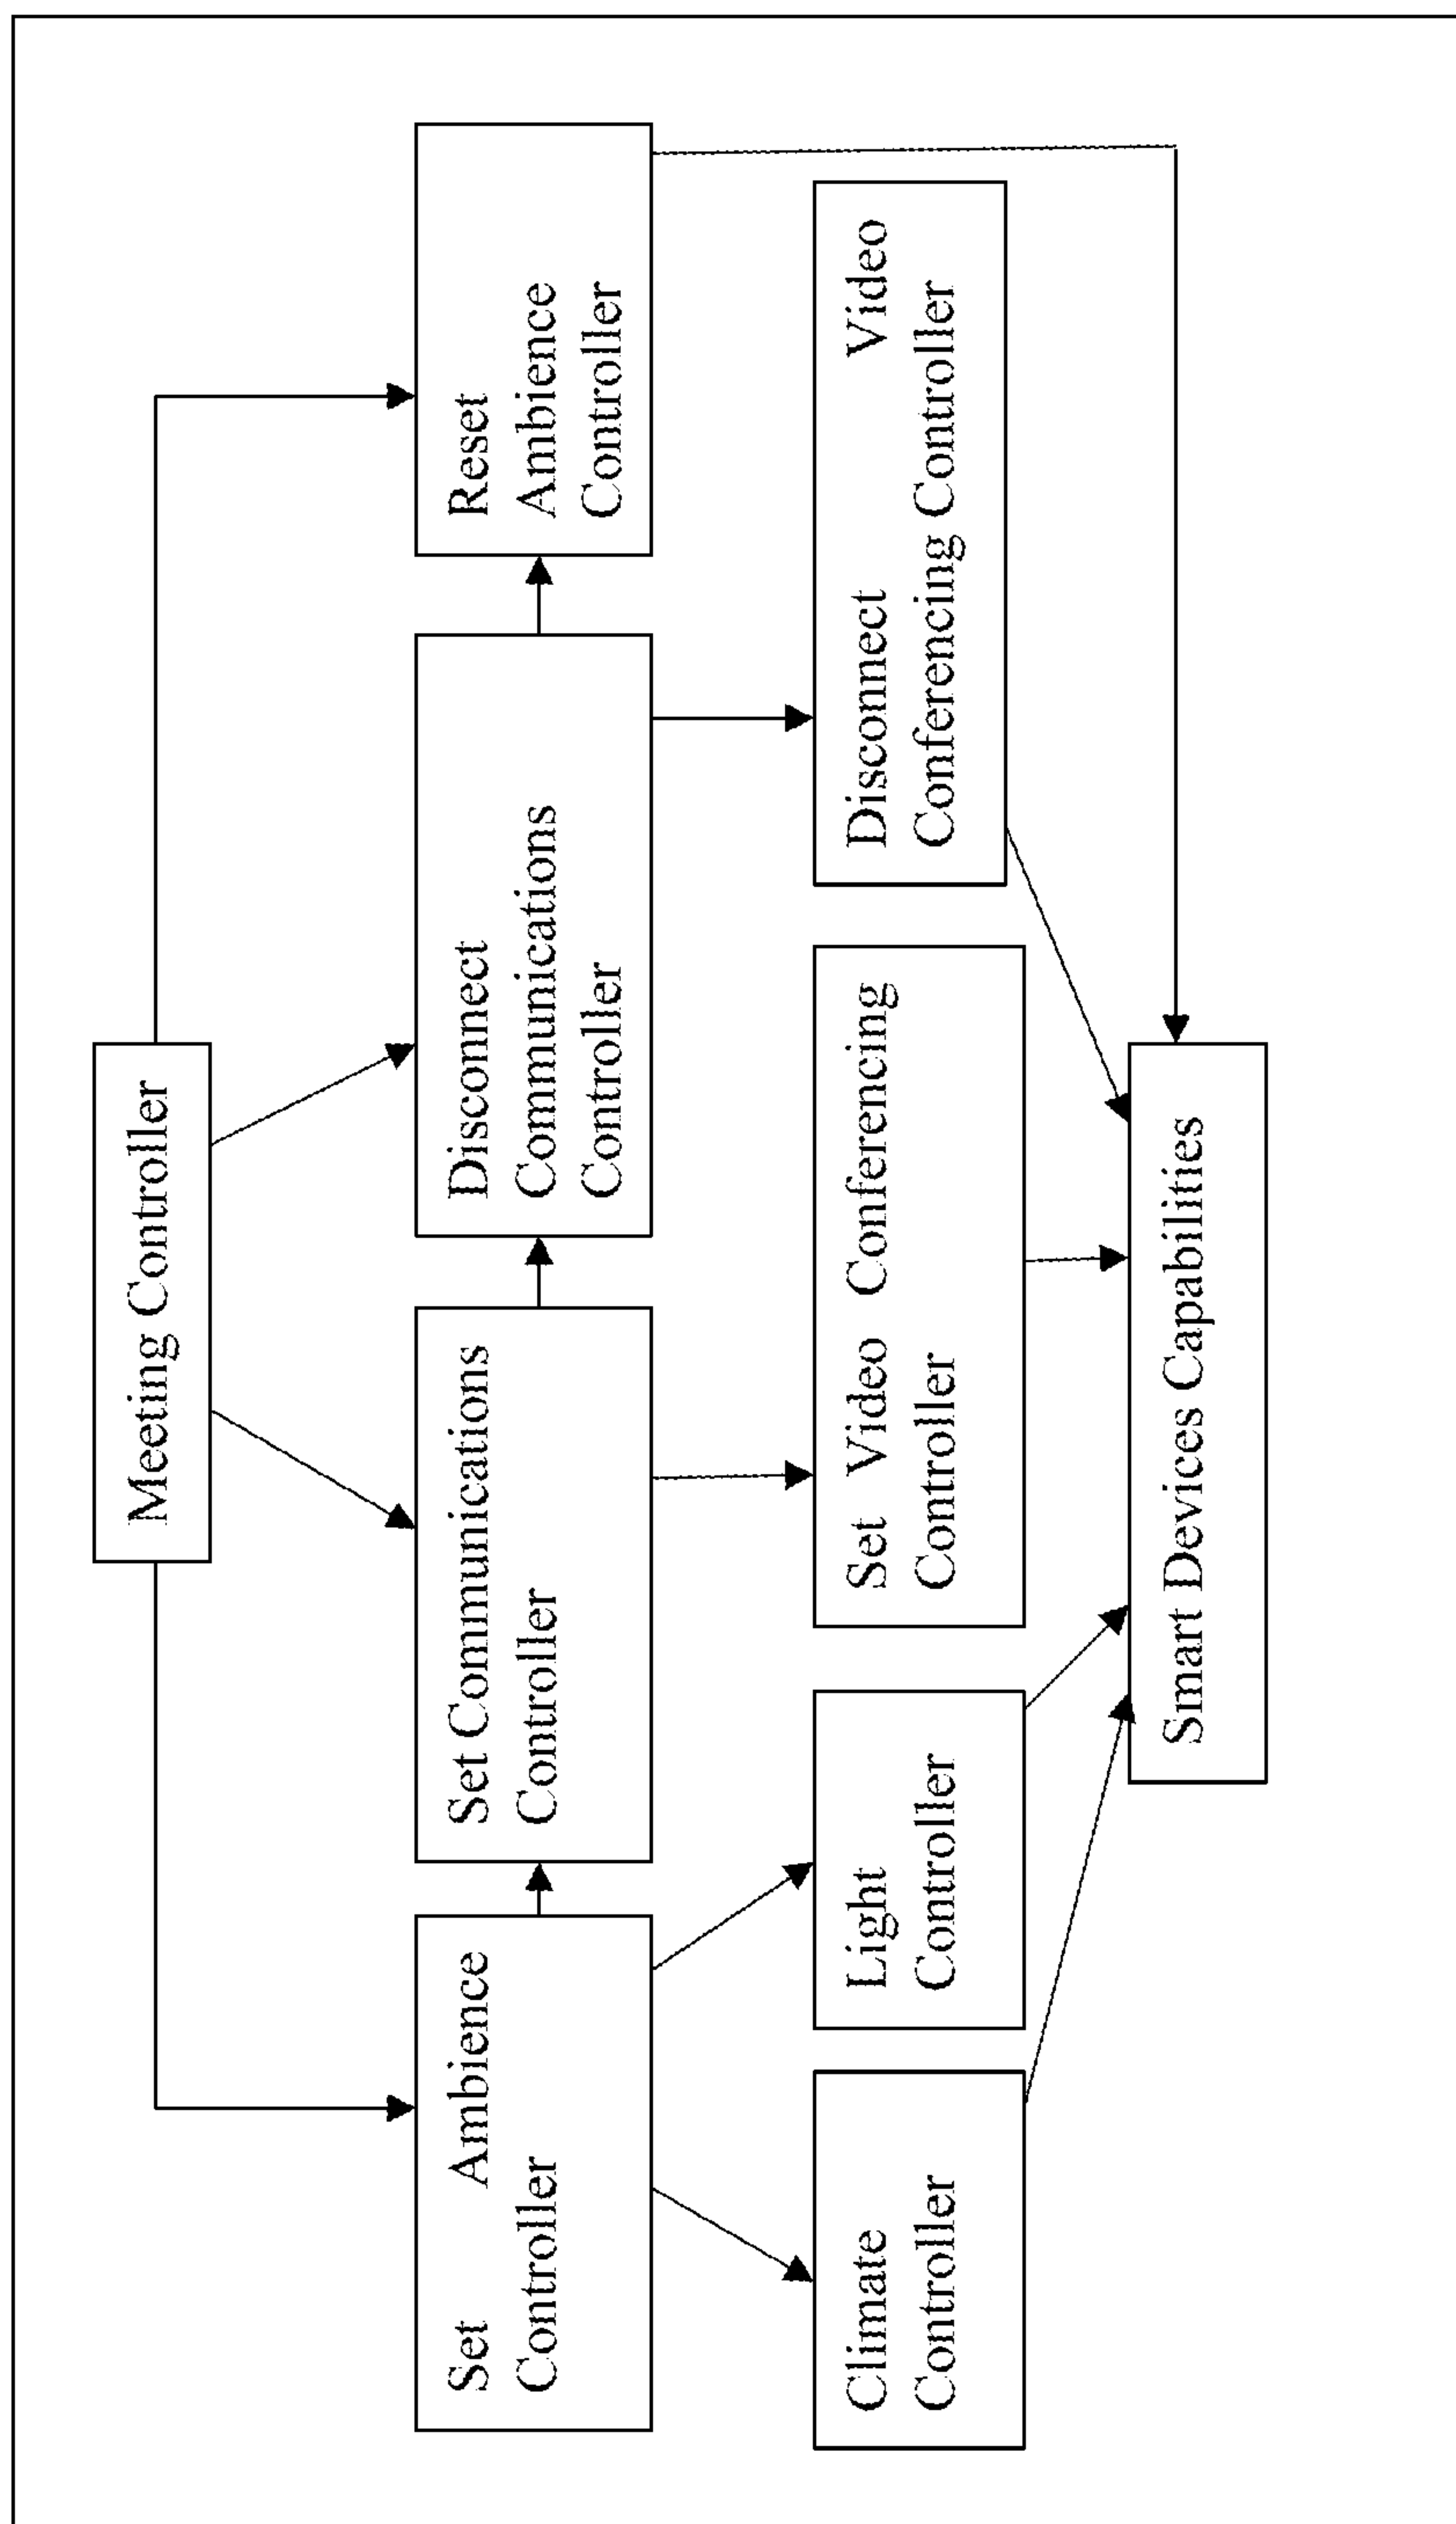 Meeting Controller
Set Ambience
Controller
Set Communications
Controller
Disconnect
Communications
Controller
Reset
Ambience
Controller
Climate
Controller
Light
Controller
Set Video Conferencing
Controller
Disconnect Video
Conferencing Controller
Smart Devices Capabilities